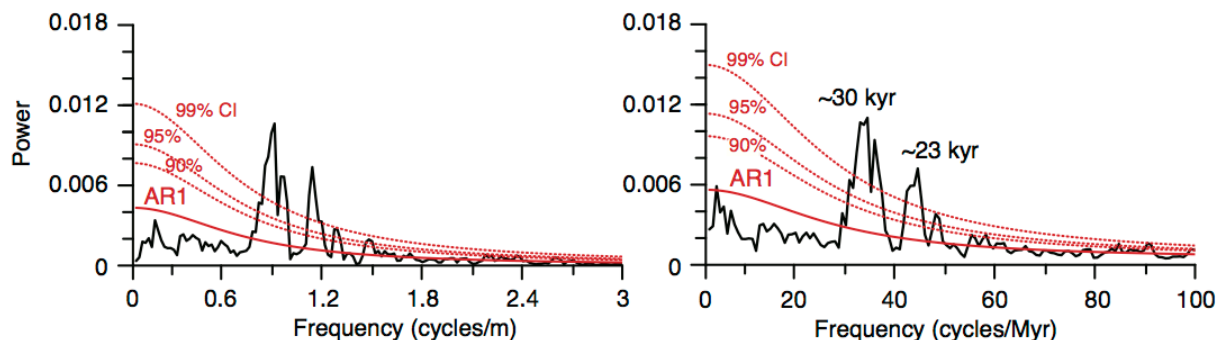 0.018
0.012
0.006
0
Power
99% CI
95%
90%
AR1
0 0.6 1.2 1.8 2.4 3
Frequency (cycles/m)
0.018
0.012
0.006
0
99% CI
95%
90%
AR1
~30 kyr
~23 kyr
0 20 40 60 80 100
Frequency (cycles/Myr)